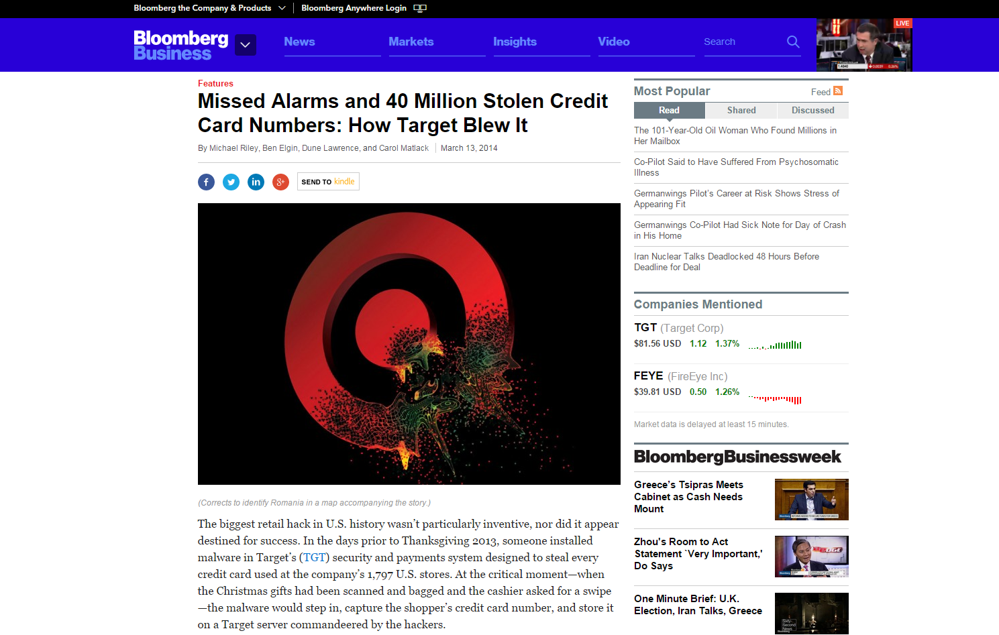 Bloomberg the Company & Products
Bloomberg Anywhere Login
Bloomberg
Business
News
Markets
Insights
Video
Search
LIVE
1.4840
0.0039
0.26%
Features
Missed Alarms and 40 Million Stolen Credit
Card Numbers: How Target Blew It
By Michael Riley, Ben Elgin, Dune Lawrence, and Carol Matlack
March 13, 2014
SEND TO kindle
(Corrects to identify Romania in a map accompanying the story.)
The biggest retail hack in U.S. history wasn’t particularly inventive, nor did it appear
destined for success. In the days prior to Thanksgiving 2013, someone installed
malware in Target’s (TGT) security and payments system designed to steal every
credit card used at the company’s 1,797 U.S. stores. At the critical moment—when
the Christmas gifts had been scanned and bagged and the cashier asked for a swipe
—the malware would step in, capture the shopper’s credit card number, and store it
on a Target server commandeered by the hackers.
Most Popular
Feed
Read
Shared
Discussed
The 101-Year-Old Oil Woman Who Found Millions in
Her Mailbox
Co-Pilot Said to Have Suffered From Psychosomatic
Illness
Germanwings Pilot’s Career at Risk Shows Stress of
Appearing Fit
Germanwings Co-Pilot Had Sick Note for Day of Crash
in His Home
Iran Nuclear Talks Deadlocked 48 Hours Before
Deadline for Deal
Companies Mentioned
TGT (Target Corp)
$81.56 USD 1.12 1.37%
FEYE (FireEye Inc)
$39.81 USD 0.50 1.26%
Market data is delayed at least 15 minutes.
BloombergBusinessweek
Greece’s Tsipras Meets
Cabinet as Cash Needs
Mount
Zhou's Room to Act
Statement `Very Important,'
Do Says
One Minute Brief: U.K.
Election, Iran Talks, Greece
Sixty-
Second
News
Bloomberg